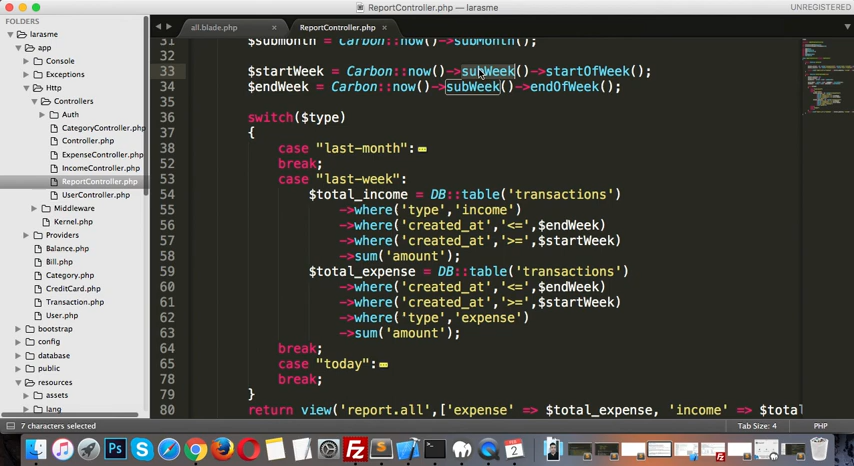 ReportController.php — larasme
UNREGISTERED
FOLDERS
larasme
app
Console
Exceptions
Http
Controllers
Auth
CategoryController.php
Controller.php
ExpenseController.php
IncomeController.php
ReportController.php
UserController.php
Middleware
Kernel.php
Providers
Balance.php
Bill.php
Category.php
CreditCard.php
Transaction.php
User.php
bootstrap
config
database
public
resources
assets
lang
all.blade.php
ReportController.php
31 $subMonth = Carbon::now()->subMonth();
32
33 $startWeek = Carbon::now()->subWeek()->startOfWeek();
34 $endWeek = Carbon::now()->subWeek()->endOfWeek();
35
36 switch($type)
37 {
38 case "last-month":
52 break;
53 case "last-week":
54 $total_income = DB::table('transactions')
55 ->where('type','income')
56 ->where('created_at','<=',$endWeek)
57 ->where('created_at','>=',$startWeek)
58 ->sum('amount');
59 $total_expense = DB::table('transactions')
60 ->where('created_at','<=',$endWeek)
61 ->where('created_at','>=',$startWeek)
62 ->where('type','expense')
63 ->sum('amount');
64 break;
65 case "today":
78 break;
79 }
80 return view('report.all',['expense' => $total_expense, 'income' => $to
7 characters selected
Tab Size: 4
PHP